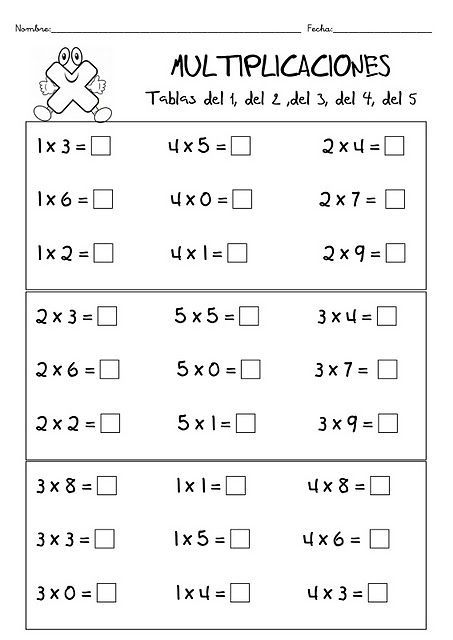 Nombre:______________________ Fecha:______________
MULTIPLICACIONES
Tablas del 1, del 2 ,del 3, del 4, del 5
1 x 3 = □ 4 x 5 = □ 2 x 4 = □
1 x 6 = □ 4 x 0 = □ 2 x 7 = □
1 x 2 = □ 4 x 1 = □ 2 x 9 = □
2 x 3 = □ 5 x 5 = □ 3 x 4 = □
2 x 6 = □ 5 x 0 = □ 3 x 7 = □
2 x 2 = □ 5 x 1 = □ 3 x 9 = □
3 x 8 = □ 1 x 1 = □ 4 x 8 = □
3 x 3 = □ 1 x 5 = □ 4 x 6 = □
3 x 0 = □ 1 x 4 = □ 4 x 3 = □